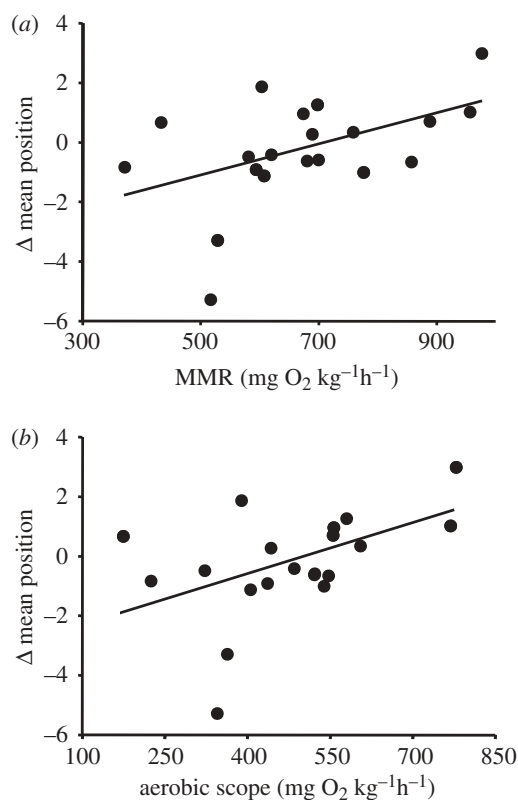 (a)
4
2
0
−2
−4
−6
Δ mean position
300 500 700 900
MMR (mg O₂ kg⁻¹h⁻¹)
(b)
4
2
0
−2
−4
−6
Δ mean position
100 250 400 550 700 850
aerobic scope (mg O₂ kg⁻¹h⁻¹)